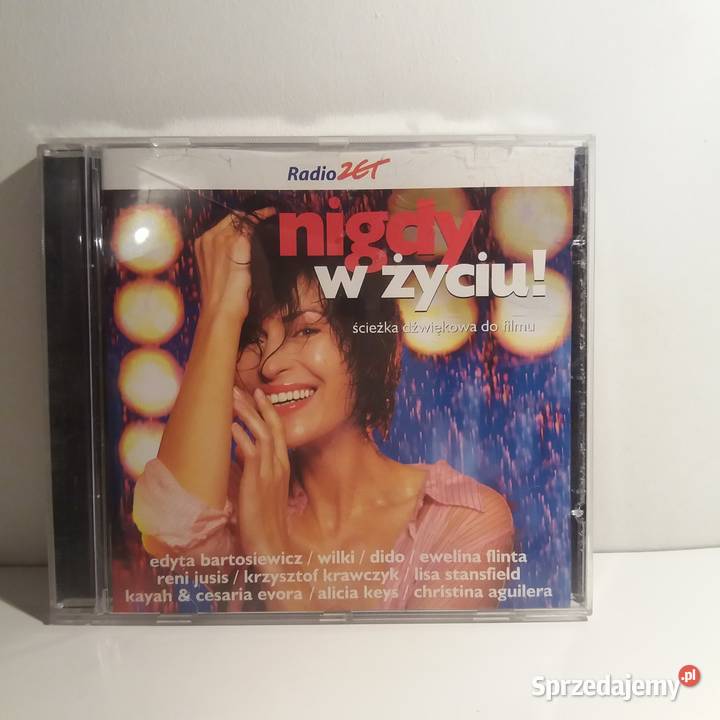 Radio ZET
nigdy
w życiu!
ścieżka dźwiękowa do filmu
edyta bartosiewicz / wilki / dido / ewelina flinta
reni jusis / krzysztof krawczyk / lisa stansfield
kayah & cesaria evora / alicia keys / christina aguilera
Sprzedajemy.pl